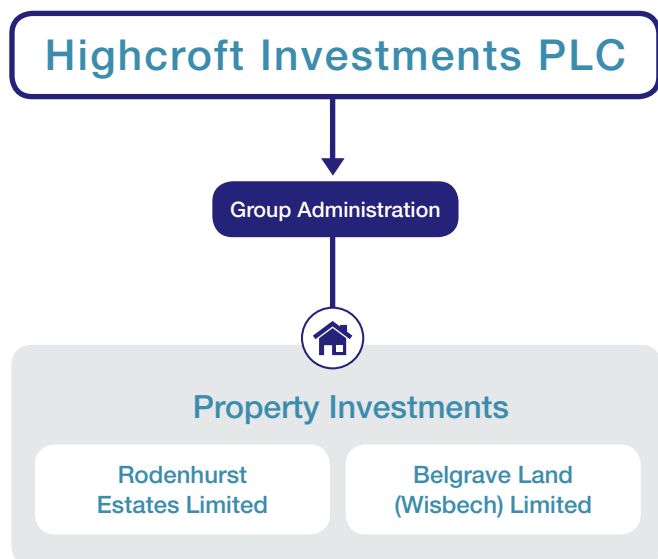 Highcroft Investments PLC
Group Administration
Property Investments
Rodenhurst
Estates Limited
Belgrave Land
(Wisbech) Limited